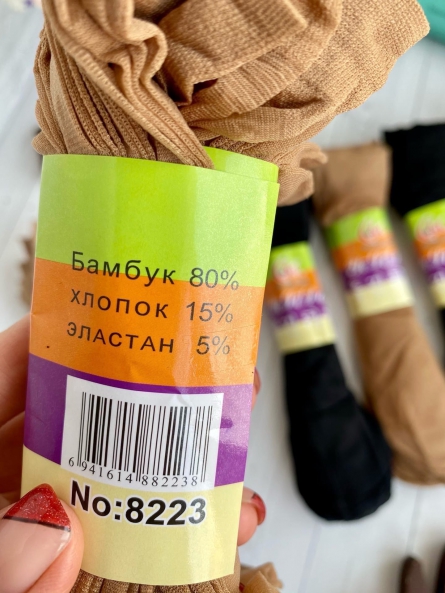 Бамбук 80%
хлопок 15%
эластан 5%
6 941614 882238
No:8223